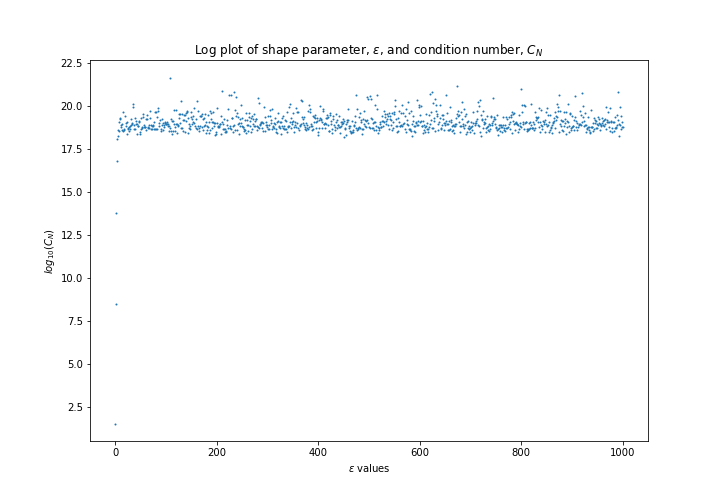 Log plot of shape parameter, ε, and condition number, C_N
22.5
20.0
17.5
15.0
12.5
10.0
7.5
5.0
2.5
log₁₀(C_N)
0 200 400 600 800 1000
ε values